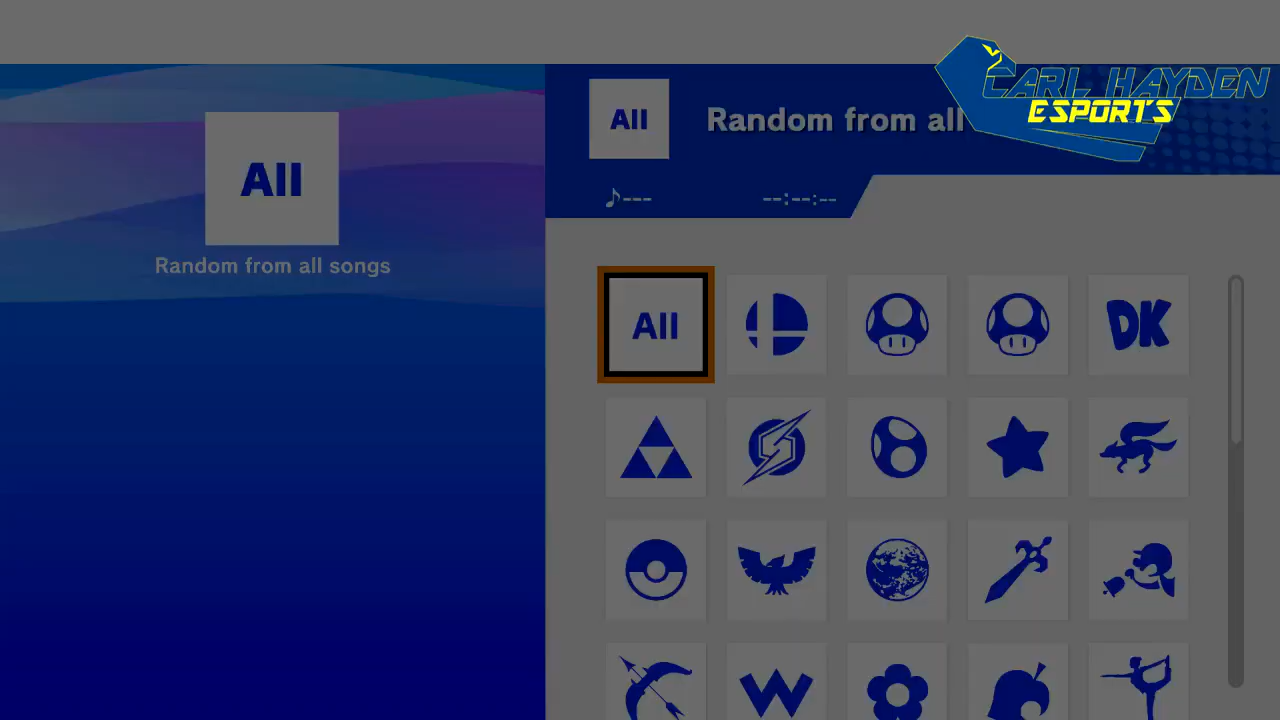 All
Random from all songs
All
Random from all
♪---
--:--:--
CARL HAYDEN
ESPORTS
All
DK